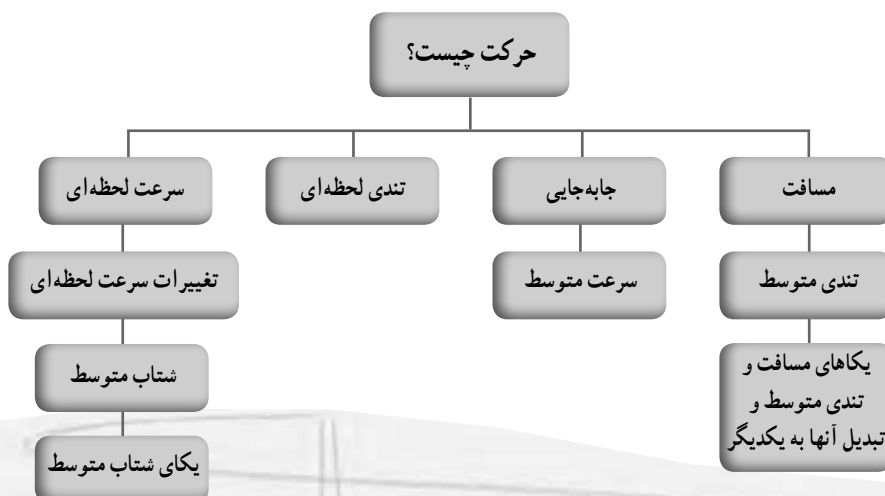 حرکت چیست؟
مسافت
جابه‌جایی
تندی لحظه‌ای
سرعت لحظه‌ای
تندی متوسط
سرعت متوسط
تغییرات سرعت لحظه‌ای
یکاهای مسافت و
تندی متوسط و
تبدیل آنها به یکدیگر
شتاب متوسط
یکای شتاب متوسط